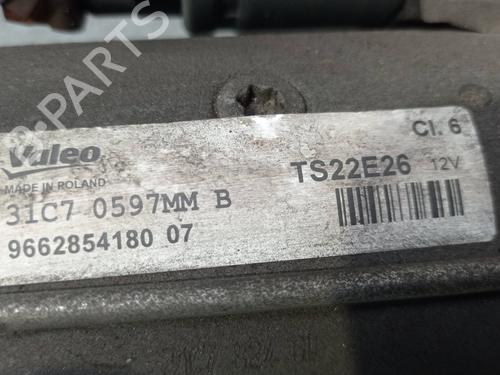 B-PARTS
Valeo
MADE IN POLAND
31C7 0597MM B
9662854180 07
Cl. 6
TS22E26 12V